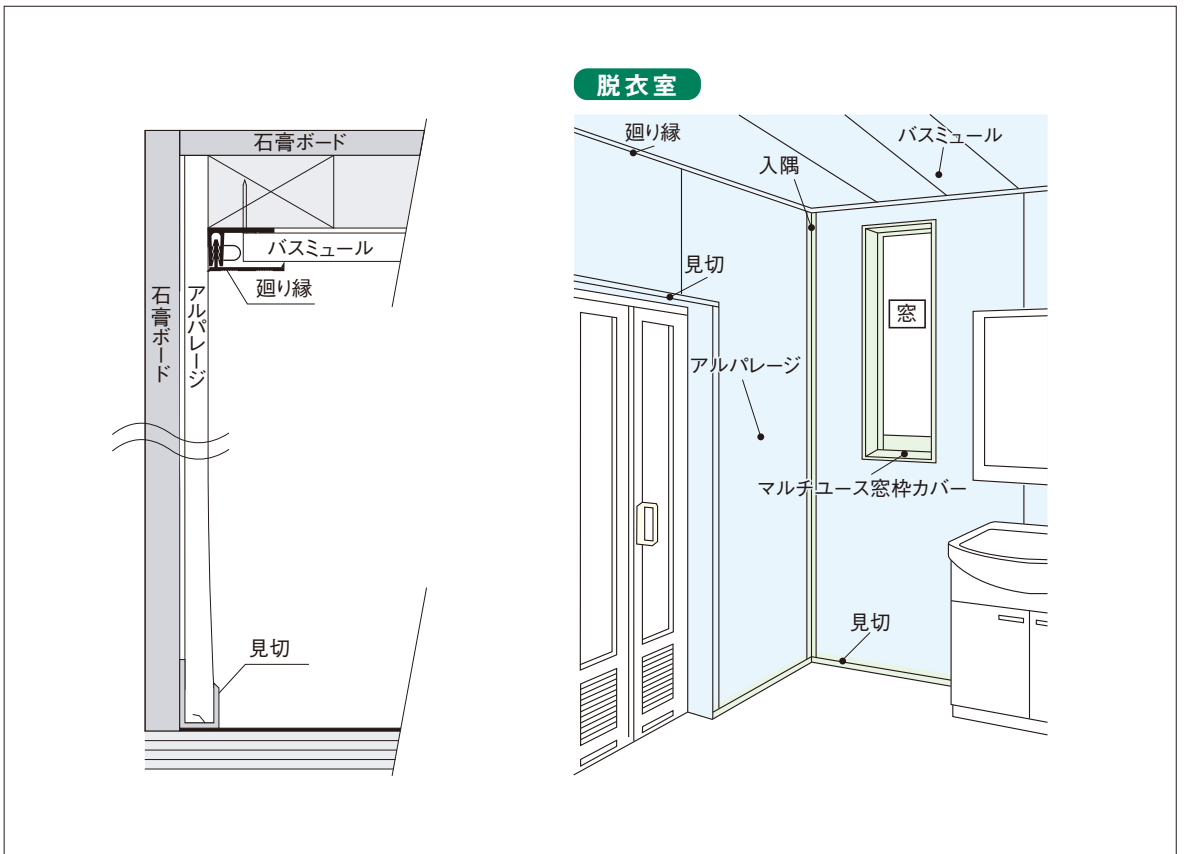 脱衣室
石膏ボード
バスミュール
廻り縁
石膏ボード
アルパレージ
見切
廻り縁
バスミュール
入隅
見切
窓
アルパレージ
マルチユース窓枠カバー
見切